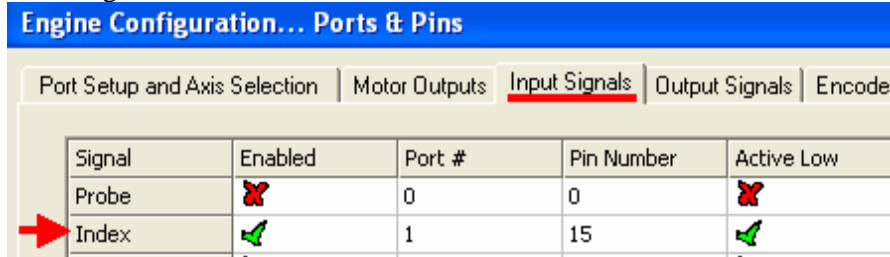 Engine Configuration... Ports & Pins
Port Setup and Axis Selection Motor Outputs Input Signals Output Signals Encode
Signal Enabled Port # Pin Number Active Low
Probe 0 0
Index 1 15